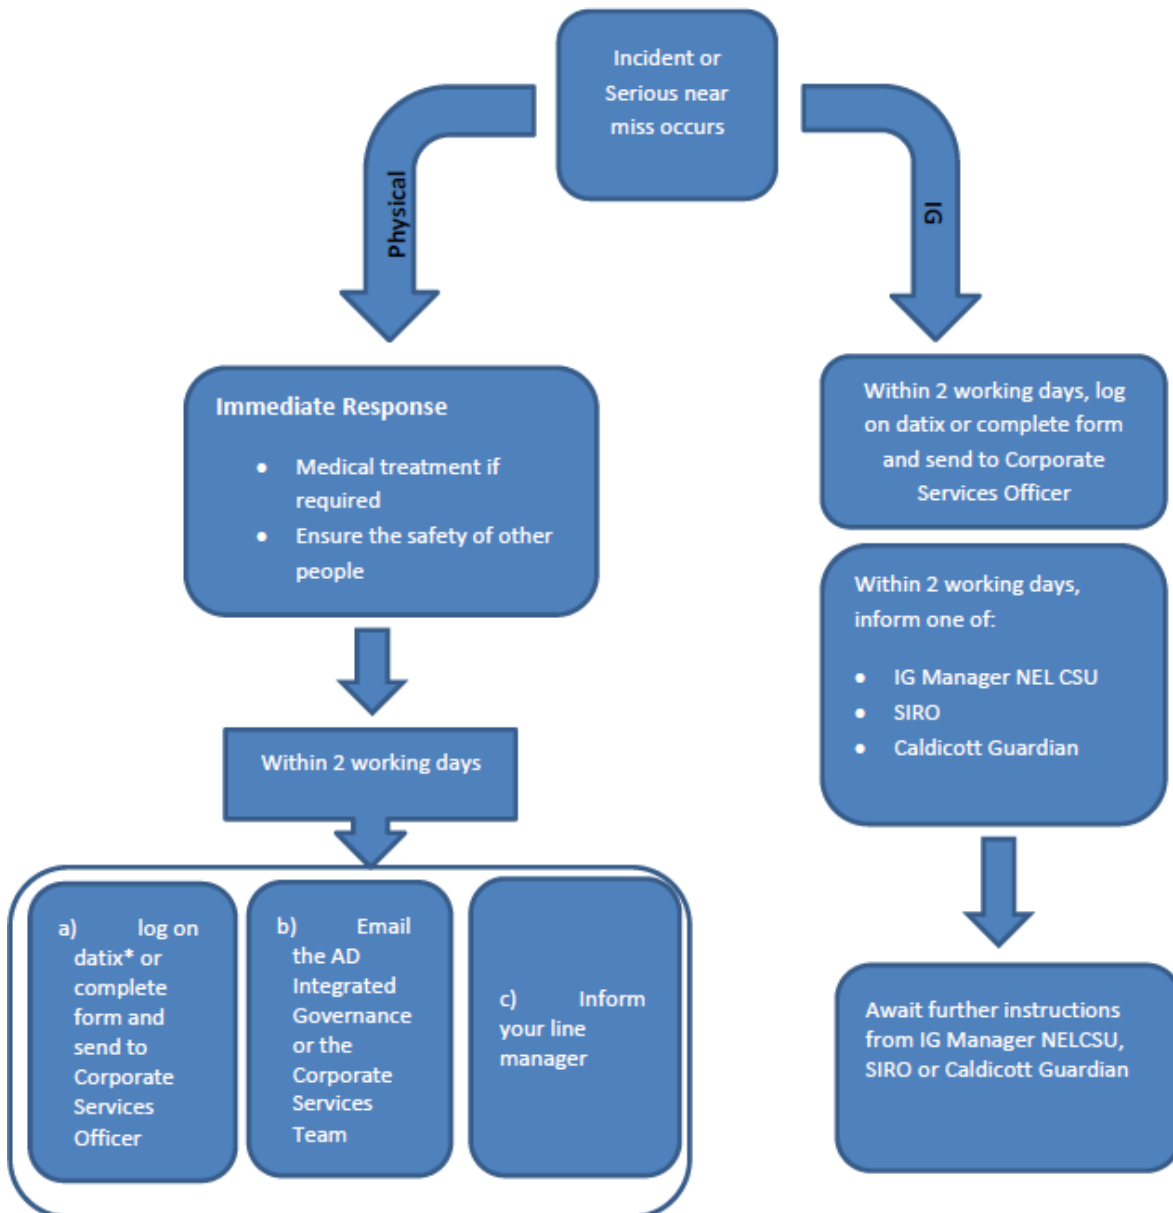 Incident or
Serious near
miss occurs
Physical
IG
Immediate Response
● Medical treatment if
required
● Ensure the safety of other
people
Within 2 working days
a) log on
datix* or
complete
form and
send to
Corporate
Services
Officer
b) Email
the AD
Integrated
Governance
or the
Corporate
Services
Team
c) Inform
your line
manager
Within 2 working days, log
on datix or complete form
and send to Corporate
Services Officer
Within 2 working days,
inform one of:
● IG Manager NEL CSU
● SIRO
● Caldicott Guardian
Await further instructions
from IG Manager NELCSU,
SIRO or Caldicott Guardian